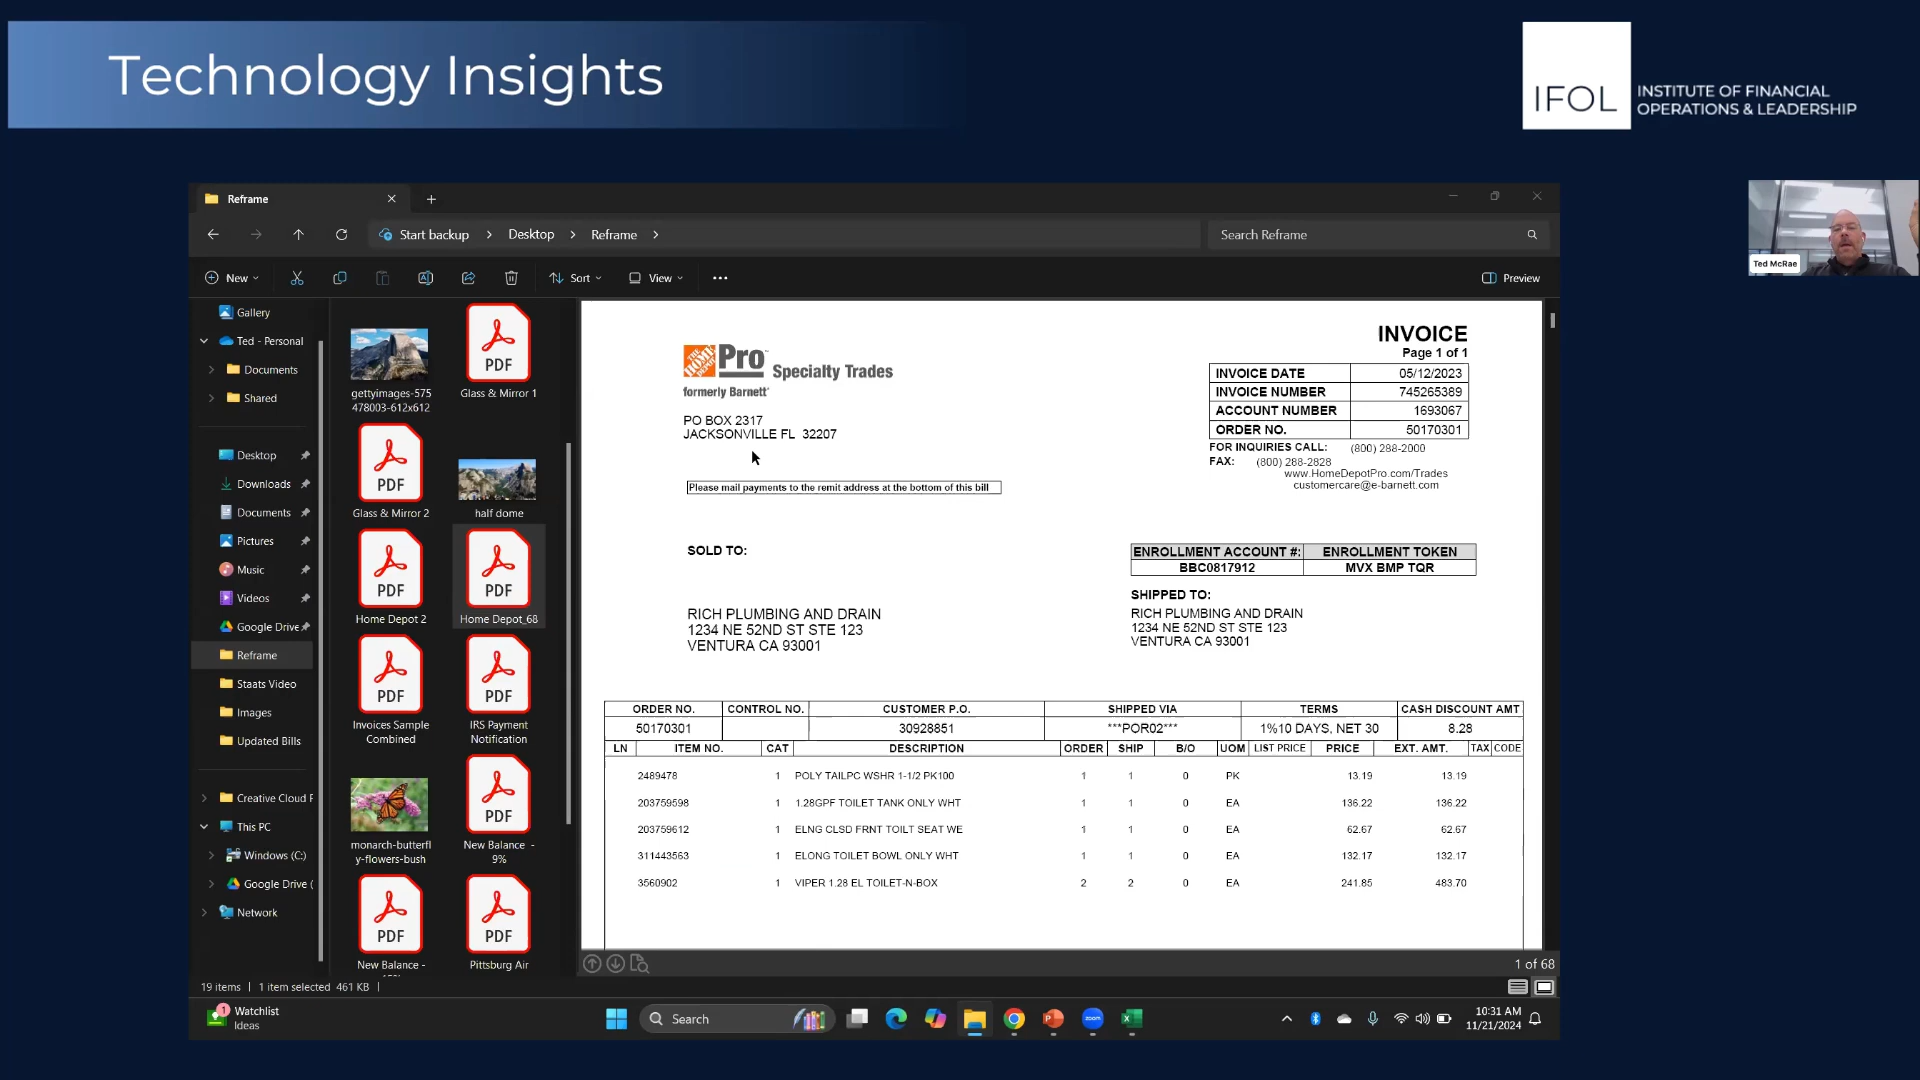 Technology Insights
IFOL
INSTITUTE OF FINANCIAL
OPERATIONS & LEADERSHIP
Ted McRae
Reframe
Start backup > Desktop > Reframe >
Search Reframe
New
Sort
View
Preview
Gallery
Ted - Personal
Documents
Shared
Desktop
Downloads
Documents
Pictures
Music
Videos
Google Drive
Reframe
Staats Video
Images
Updated Bills
Creative Cloud F
This PC
Windows (C:)
Google Drive (
Network
gettyimages-575
478003-612x612
PDF
Glass & Mirror 1
PDF
Glass & Mirror 2
half dome
PDF
Home Depot 2
PDF
Home Depot_68
PDF
Invoices Sample
Combined
PDF
IRS Payment
Notification
monarch-butterfl
y-flowers-bush
PDF
New Balance -
9%
PDF
New Balance -
PDF
Pittsburg Air
THE HOME DEPOT
Pro Specialty Trades
formerly Barnett
PO BOX 2317
JACKSONVILLE FL 32207
Please mail payments to the remit address at the bottom of this bill
INVOICE
Page 1 of 1
INVOICE DATE 05/12/2023
INVOICE NUMBER 745265389
ACCOUNT NUMBER 1693067
ORDER NO. 50170301
FOR INQUIRIES CALL: (800) 288-2000
FAX: (800) 288-2828
www.HomeDepotPro.com/Trades
customercare@e-barnett.com
SOLD TO:
RICH PLUMBING AND DRAIN
1234 NE 52ND ST STE 123
VENTURA CA 93001
ENROLLMENT ACCOUNT #: ENROLLMENT TOKEN
BBC0817912 MVX BMP TQR
SHIPPED TO:
RICH PLUMBING AND DRAIN
1234 NE 52ND ST STE 123
VENTURA CA 93001
ORDER NO. CONTROL NO. CUSTOMER P.O. SHIPPED VIA TERMS CASH DISCOUNT AMT
50170301 30928851 ***POR02*** 1%10 DAYS, NET 30 8.28
LN ITEM NO. CAT DESCRIPTION ORDER SHIP B/O UOM LIST PRICE PRICE EXT. AMT. TAX CODE
2489478 1 POLY TAILPC WSHR 1-1/2 PK100 1 1 0 PK 13.19 13.19
203759598 1 1.28GPF TOILET TANK ONLY WHT 1 1 0 EA 136.22 136.22
203759612 1 ELNG CLSD FRNT TOILT SEAT WE 1 1 0 EA 62.67 62.67
311443563 1 ELONG TOILET BOWL ONLY WHT 1 1 0 EA 132.17 132.17
3560902 1 VIPER 1.28 EL TOILET-N-BOX 2 2 0 EA 241.85 483.70
1 of 68
19 items | 1 item selected 461 KB |
1
Watchlist
Ideas
Search
zoom
10:31 AM
11/21/2024